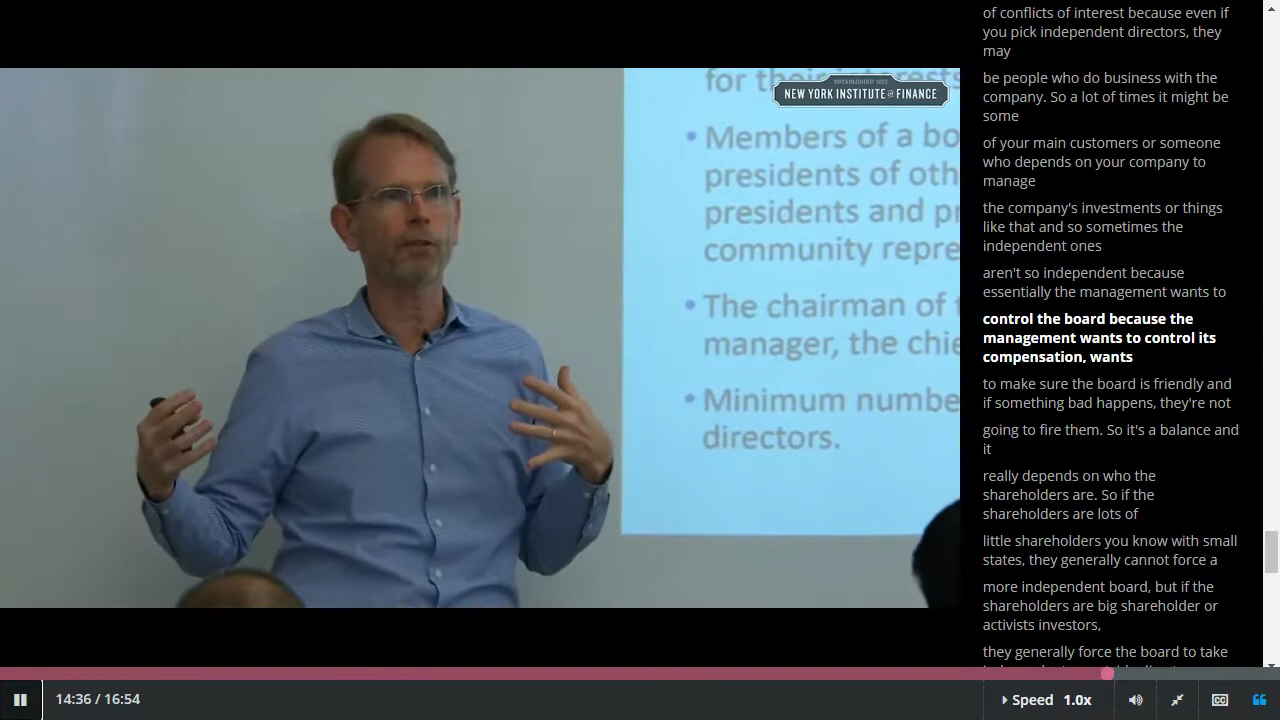 ESTABLISHED 1922
NEW YORK INSTITUTE OF FINANCE
for their interests
• Members of a bo
presidents of oth
presidents and p
community repre
• The chairman of
manager, the chie
• Minimum numbe
directors.
of conflicts of interest because even if
you pick independent directors, they
may
be people who do business with the
company. So a lot of times it might be
some
of your main customers or someone
who depends on your company to
manage
the company's investments or things
like that and so sometimes the
independent ones
aren't so independent because
essentially the management wants to
control the board because the
management wants to control its
compensation, wants
to make sure the board is friendly and
if something bad happens, they're not
going to fire them. So it's a balance and
it
really depends on who the
shareholders are. So if the
shareholders are lots of
little shareholders you know with small
states, they generally cannot force a
more independent board, but if the
shareholders are big shareholder or
activists investors,
they generally force the board to take
14:36 / 16:54
Speed 1.0x
CC